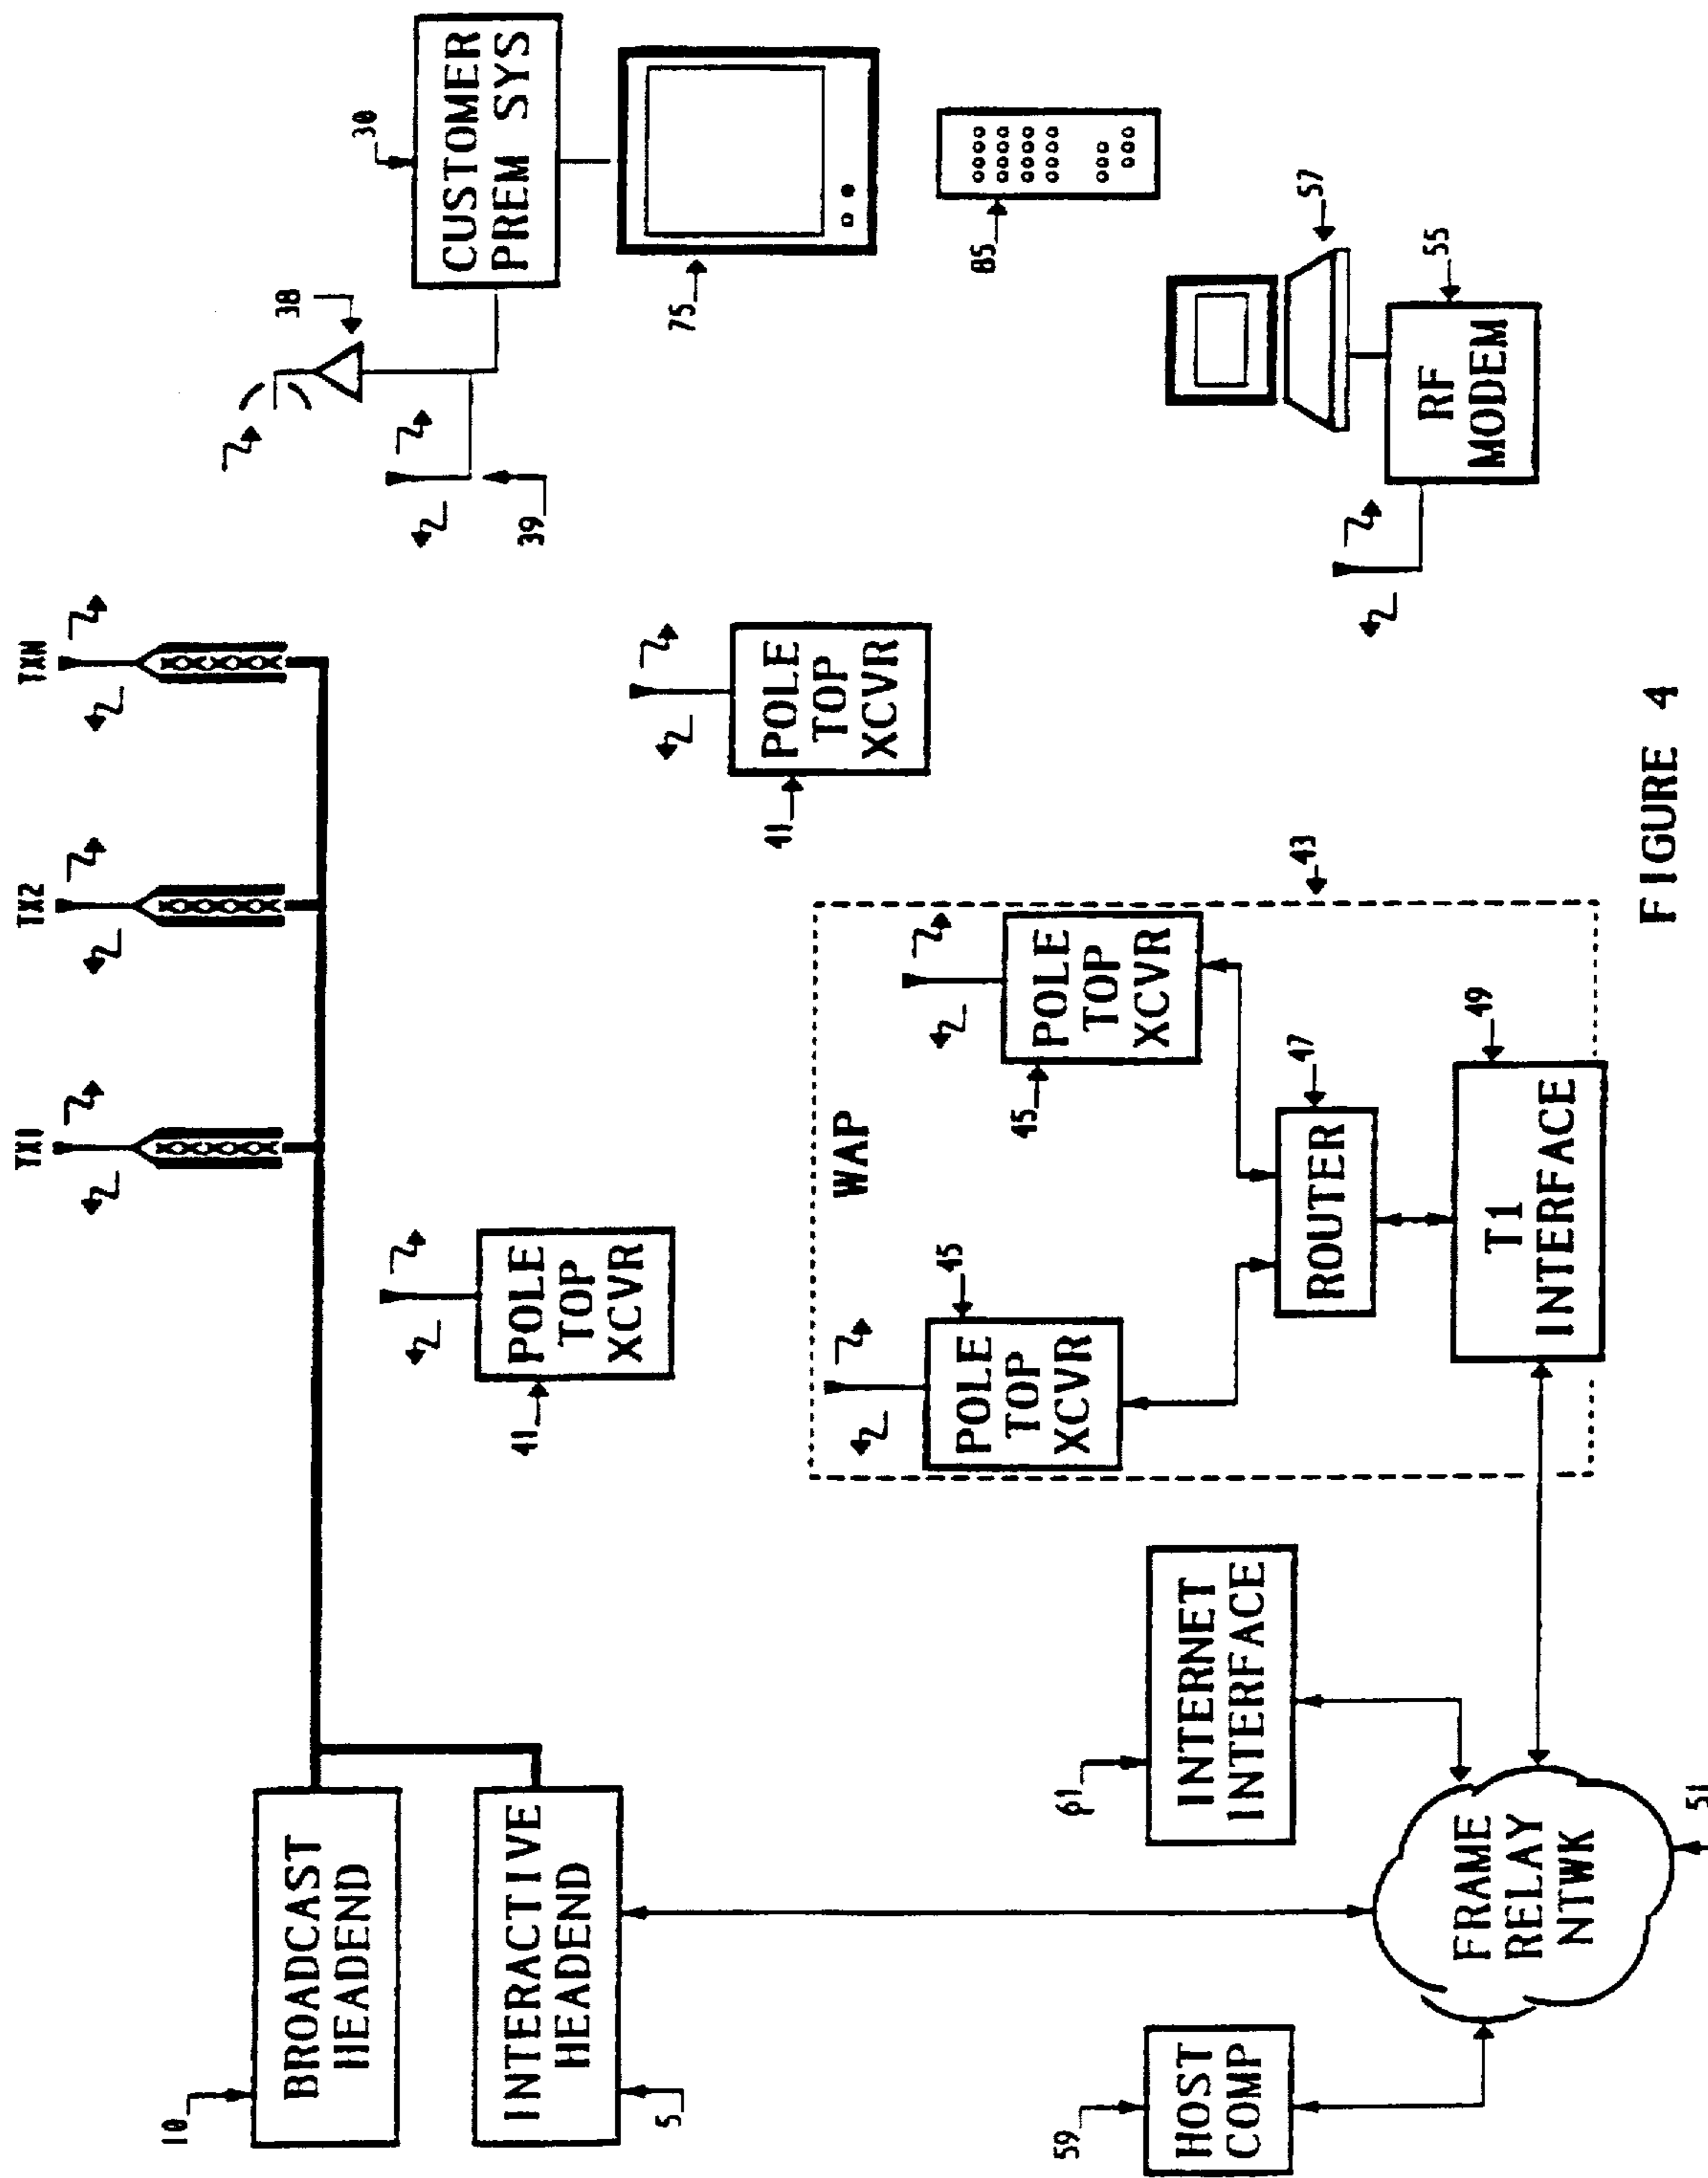 TX1
TX2
TXN
10
BROADCAST
HEADEND
INTERACTIVE
HEADEND
5
38
39
30
CUSTOMER
PREM SYS
75
85
41
POLE
TOP
XCVR
41
POLE
TOP
XCVR
WAP
43
45
POLE
TOP
XCVR
45
POLE
TOP
XCVR
47
ROUTER
49
T1
INTERFACE
57
55
RF
MODEM
61
INTERNET
INTERFACE
59
HOST
COMP
FRAME
RELAY
NTWK
51
FIGURE 4